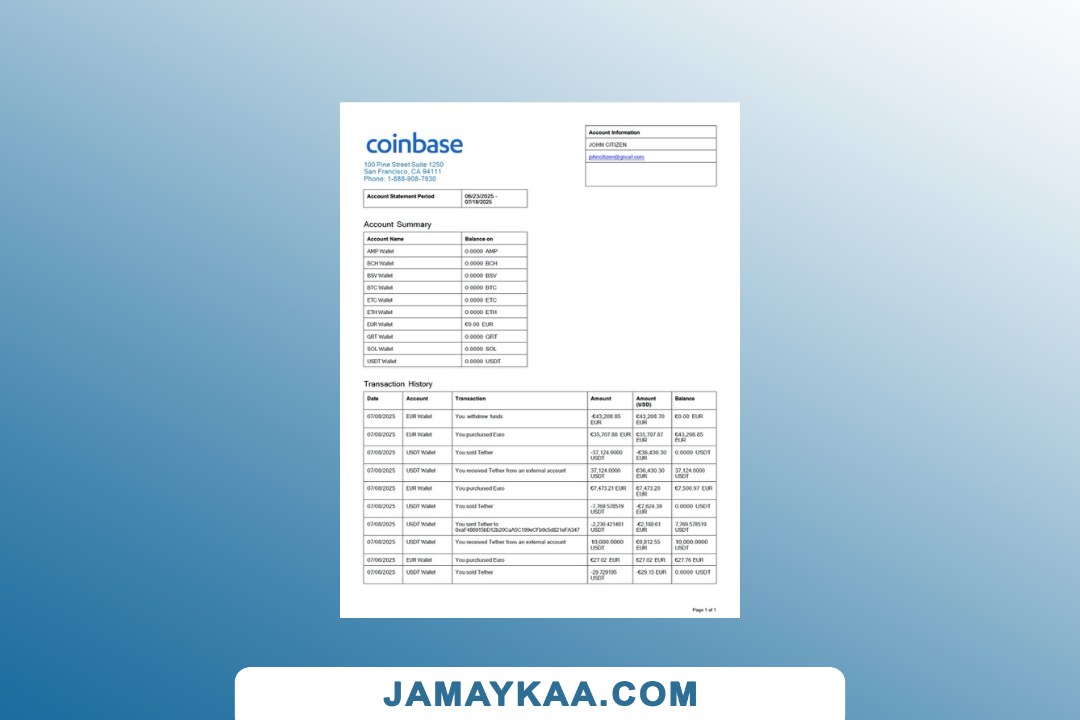 coinbase
100 Pine Street Suite 1250
San Francisco, CA 94111
Phone: 1-888-908-7930
Account Information
JOHN CITIZEN
johncitizen@gmail.com
Account Statement Period
06/23/2025 -
07/18/2025
Account Summary
Account Name Balance on
AMP Wallet 0.0000 AMP
BCH Wallet 0.0000 BCH
BSV Wallet 0.0000 BSV
BTC Wallet 0.0000 BTC
ETC Wallet 0.0000 ETC
ETH Wallet 0.0000 ETH
EUR Wallet €0.00 EUR
GRT Wallet 0.0000 GRT
SOL Wallet 0.0000 SOL
USDT Wallet 0.0000 USDT
Transaction History
Date Account Transaction Amount Amount (USD) Balance
07/08/2025 EUR Wallet You withdrew funds -€43,208.85 EUR €43,208.70 EUR €0.00 EUR
07/08/2025 EUR Wallet You purchased Euro €35,707.88 EUR €35,707.87 EUR €43,208.85 EUR
07/08/2025 USDT Wallet You sold Tether -37,124.0000 USDT -€36,430.30 EUR 0.0000 USDT
07/08/2025 USDT Wallet You received Tether from an external account 37,124.0000 USDT €36,430.30 EUR 37,124.0000 USDT
07/08/2025 EUR Wallet You purchased Euro €7,473.21 EUR €7,473.20 EUR €7,500.97 EUR
07/08/2025 USDT Wallet You sold Tether -7,769.578519 USDT -€7,624.39 EUR 0.0000 USDT
07/08/2025 USDT Wallet You sent Tether to -2,230.421481 USDT €2,188.61 EUR 7,769.578519 USDT
07/08/2025 USDT Wallet You received Tether from an external account 10,000.0000 USDT €9,812.55 EUR 10,000.0000 USDT
07/06/2025 EUR Wallet You purchased Euro €27.02 EUR €27.02 EUR €27.76 EUR
07/06/2025 USDT Wallet You sold Tether USDT -€29.15 EUR 0.0000 USDT
Page 1 of 1
JAMAYKAA.COM